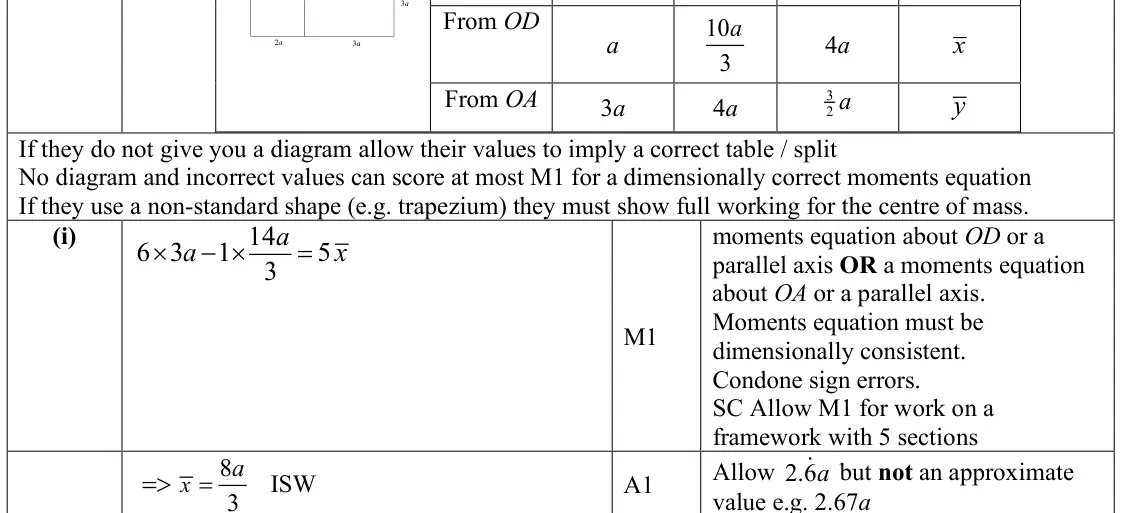 3a
2a 3a
From OD a 10a/3 4a x̅
From OA 3a 4a 3/2 a y̅
If they do not give you a diagram allow their values to imply a correct table / split
No diagram and incorrect values can score at most M1 for a dimensionally correct moments equation
If they use a non-standard shape (e.g. trapezium) they must show full working for the centre of mass.
(i) 6×3a−1×14a/3=5x̅ M1
moments equation about OD or a
parallel axis OR a moments equation
about OA or a parallel axis.
Moments equation must be
dimensionally consistent.
Condone sign errors.
SC Allow M1 for work on a
framework with 5 sections
=> x̅=8a/3 ISW A1
Allow 2.6̇a but not an approximate
value e.g. 2.67a